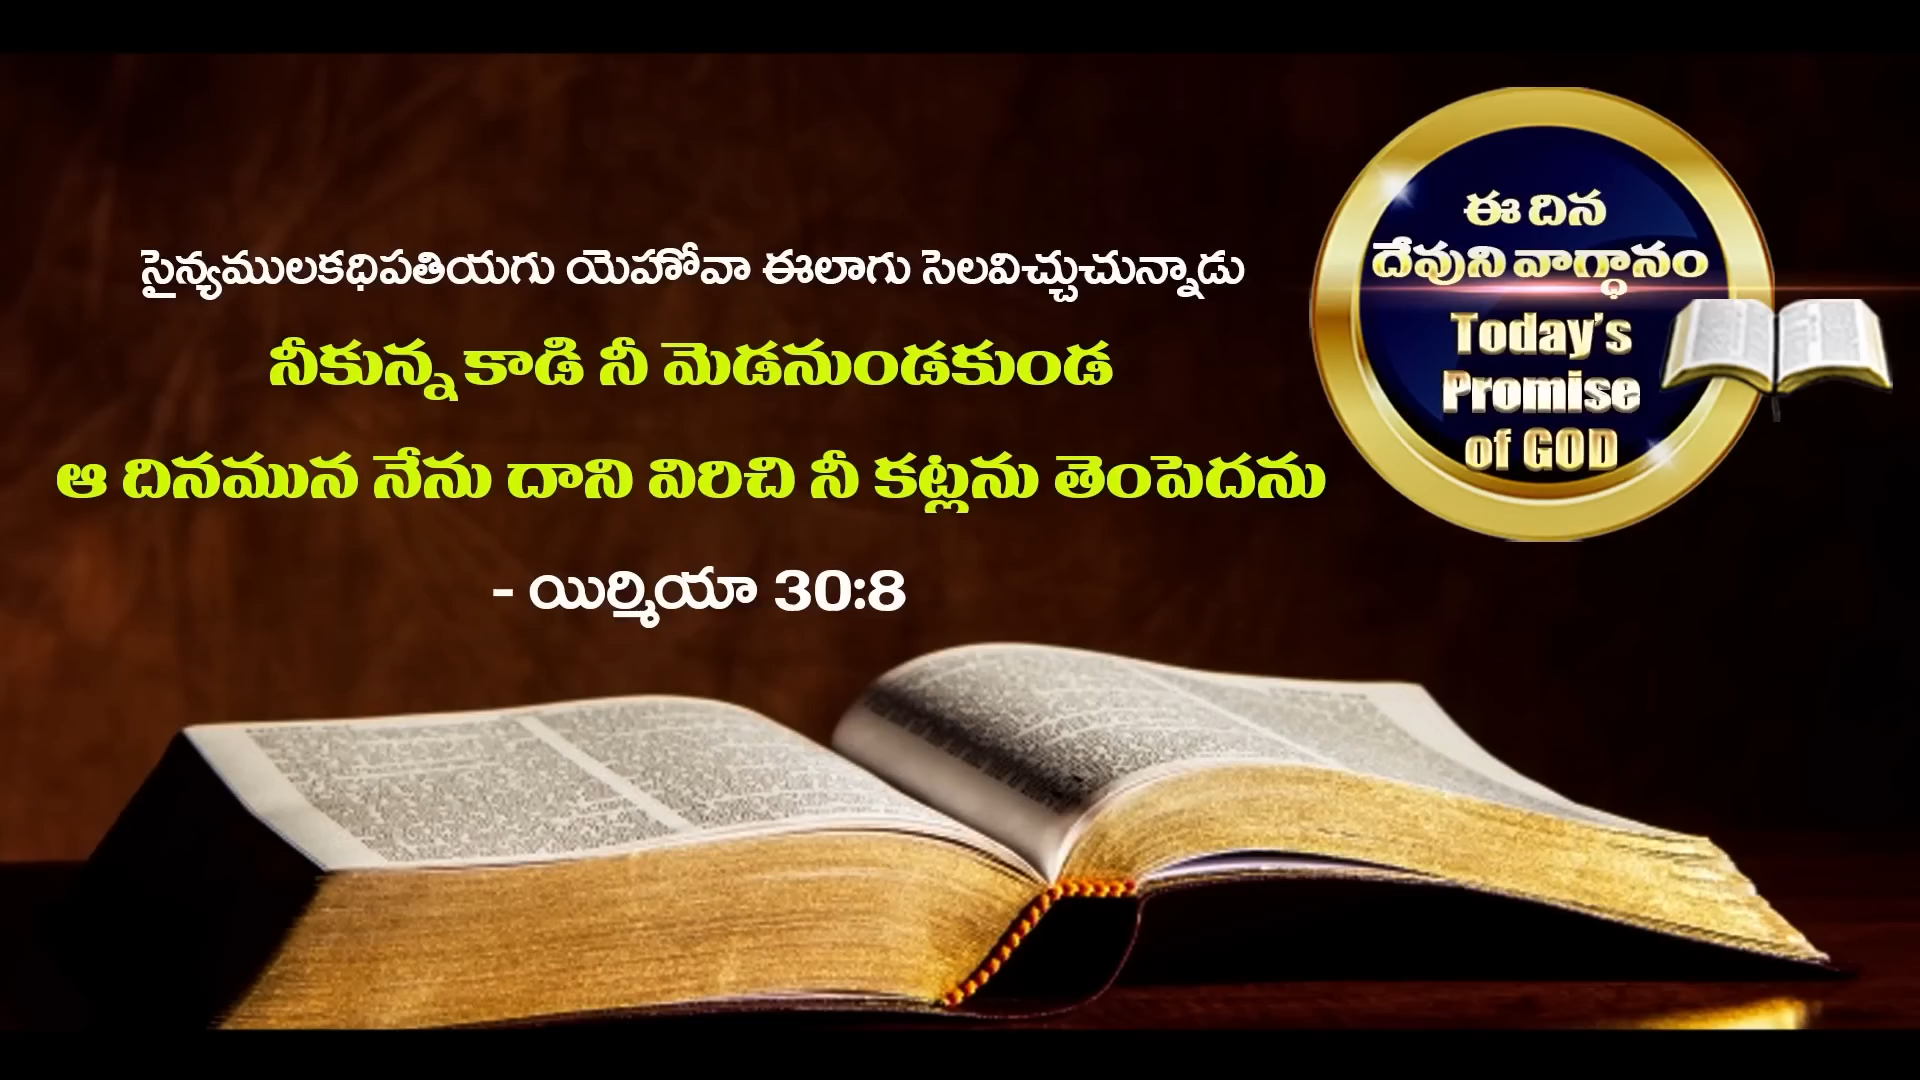 సైన్యములకధిపతియగు యెహోవా ఈలాగు సెలవిచ్చుచున్నాడు
నీకున్న కాడి నీ మెడనుండకుండ
ఆ దినమున నేను దాని విరిచి నీ కట్లను తెంపెదను
- యిర్మియా 30:8
ఈ దిన
దేవుని వాగ్ధానం
Today's
Promise
of GOD